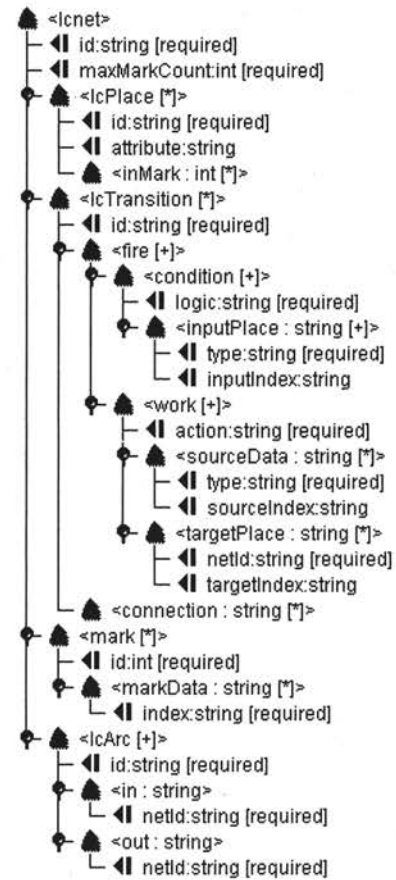 <lcnet>
id:string [required]
maxMarkCount:int [required]
<lcPlace [*]>
id:string [required]
attribute:string
<inMark : int [*]>
<lcTransition [*]>
id:string [required]
<fire [+]>
<condition [+]>
logic:string [required]
<inputPlace : string [+]>
type:string [required]
inputIndex:string
<work [+]>
action:string [required]
<sourceData : string [*]>
type:string [required]
sourceIndex:string
<targetPlace : string [*]>
netId:string [required]
targetIndex:string
<connection : string [*]>
<mark [*]>
id:int [required]
<markData : string [*]>
index:string [required]
<lcArc [+]>
id:string [required]
<in : string>
netId:string [required]
<out : string>
netId:string [required]